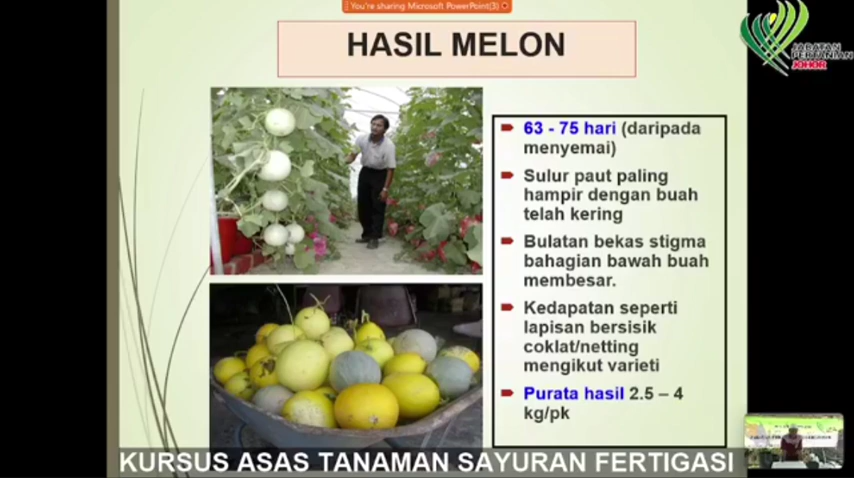 You're sharing Microsoft PowerPoint(3)
HASIL MELON
JABATAN
PERTANIAN
JOHOR
63 - 75 hari (daripada
menyemai)
Sulur paut paling
hampir dengan buah
telah kering
Bulatan bekas stigma
bahagian bawah buah
membesar.
Kedapatan seperti
lapisan bersisik
coklat/netting
mengikut varieti
Purata hasil 2.5 – 4
kg/pk
KURSUS ASAS TANAMAN SAYURAN FERTIGASI